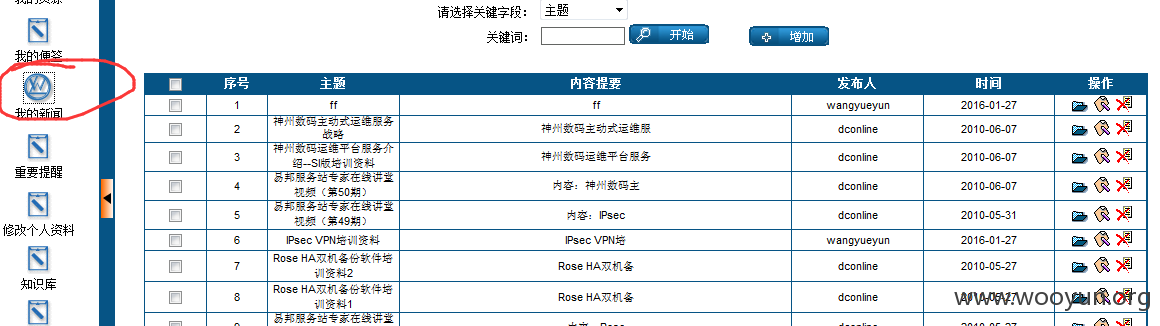 我的资源
我的便签
我的新闻
重要提醒
修改个人资料
知识库
请选择关键字段： 主题
关键词： 开始 增加
序号 主题 内容提要 发布人 时间 操作
1 ff ff wangyueyun 2016-01-27
2 神州数码主动式运维服务战略 神州数码主动式运维服 dconline 2010-06-07
3 神州数码运维平台服务介绍--SI版培训资料 神州数码运维平台服务 dconline 2010-06-07
4 易邦服务站专家在线讲堂视频（第50期） 内容：神州数码主 dconline 2010-06-07
5 易邦服务站专家在线讲堂视频（第49期） 内容：IPsec dconline 2010-05-31
6 IPsec VPN培训资料 IPsec VPN培 wangyueyun 2016-01-27
7 Rose HA双机备份软件培训资料2 Rose HA双机备 dconline 2010-05-27
8 Rose HA双机备份软件培训资料1 Rose HA双机备 dconline 2010-05-27
易邦服务站专家在线讲堂 dconline
www.wooyun.org